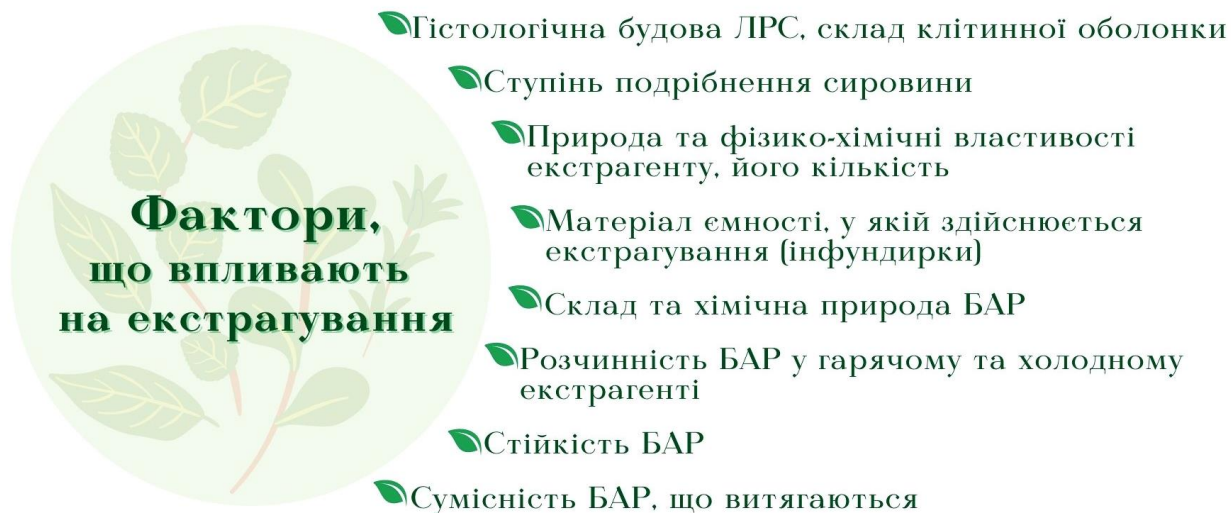 Фактори,
що впливають
на екстрагування
Гістологічна будова ЛРС, склад клітинної оболонки
Ступінь подрібнення сировини
Природа та фізико-хімічні властивості
екстрагенту, його кількість
Матеріал ємності, у якій здійснюється
екстрагування (інфундирки)
Склад та хімічна природа БАР
Розчинність БАР у гарячому та холодному
екстрагенті
Стійкість БАР
Сумісність БАР, що витягаються